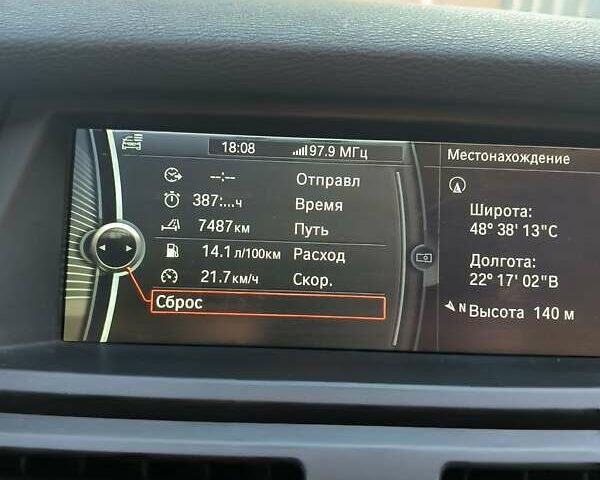 18:08 97.9 МГц
--:-- Отправл
387:...ч Время
7487 км Путь
14.1 л/100км Расход
21.7 км/ч Скор.
Сброс
Местонахождение
Широта:
48° 38' 13"С
Долгота:
22° 17' 02"В
N Высота 140 м